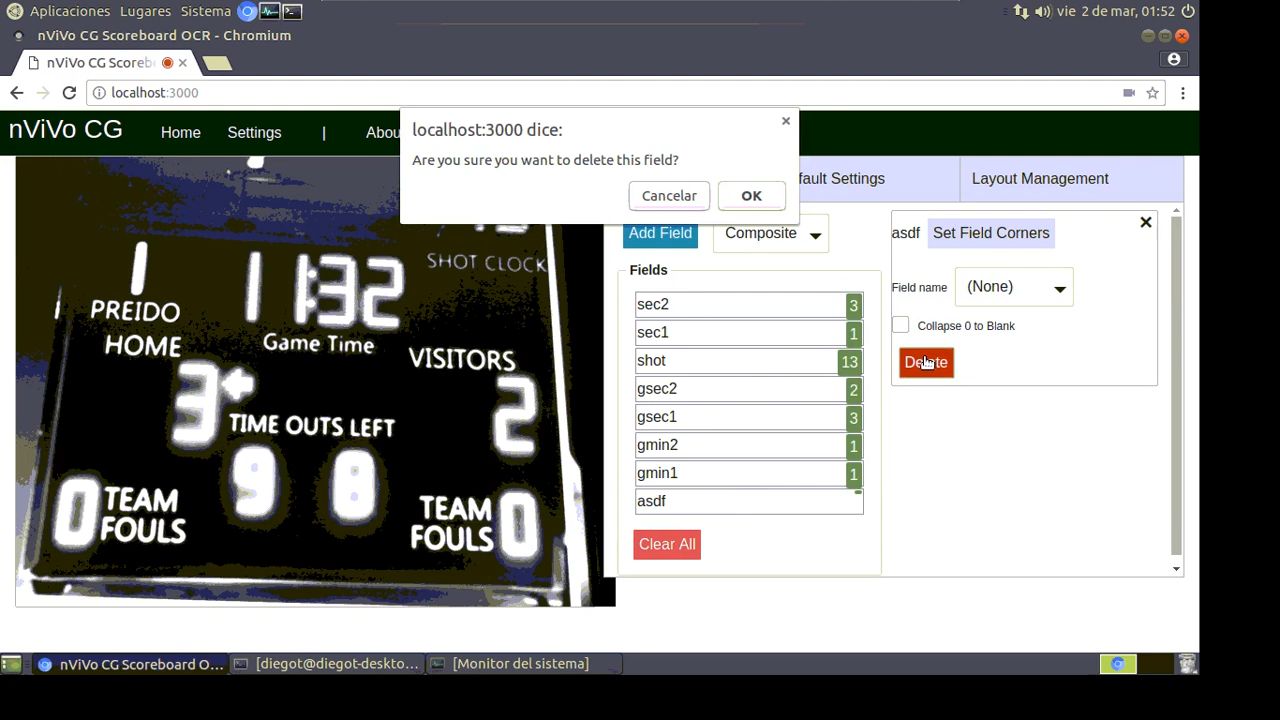 Aplicaciones Lugares Sistema vie 2 de mar, 01:52
nViVo CG Scoreboard OCR - Chromium
nViVo CG Scoreb
localhost:3000
nViVo CG Home Settings | Abou
localhost:3000 dice:
Are you sure you want to delete this field?
Cancelar OK
fault Settings Layout Management
Add Field Composite
asdf Set Field Corners
Fields
sec2 3
sec1 1
shot 13
gsec2 2
gsec1 3
gmin2 1
gmin1 1
asdf
Clear All
Field name (None)
Collapse 0 to Blank
Delete
SHOT CLOCK
1 11:32
PREIDO
Game Time
HOME VISITORS
3 2
TIME OUTS LEFT
9 8
0 TEAM FOULS
TEAM FOULS 0
nViVo CG Scoreboard O... [diegot@diegot-deskto... [Monitor del sistema]